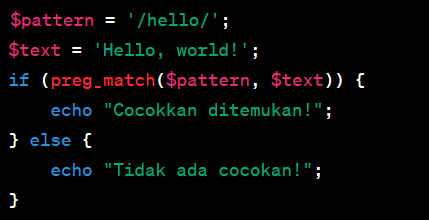 $pattern = '/hello/';
$text = 'Hello, world!';
if (preg_match($pattern, $text)) {
    echo "Cocokkan ditemukan!";
} else {
    echo "Tidak ada cocokan!";
}